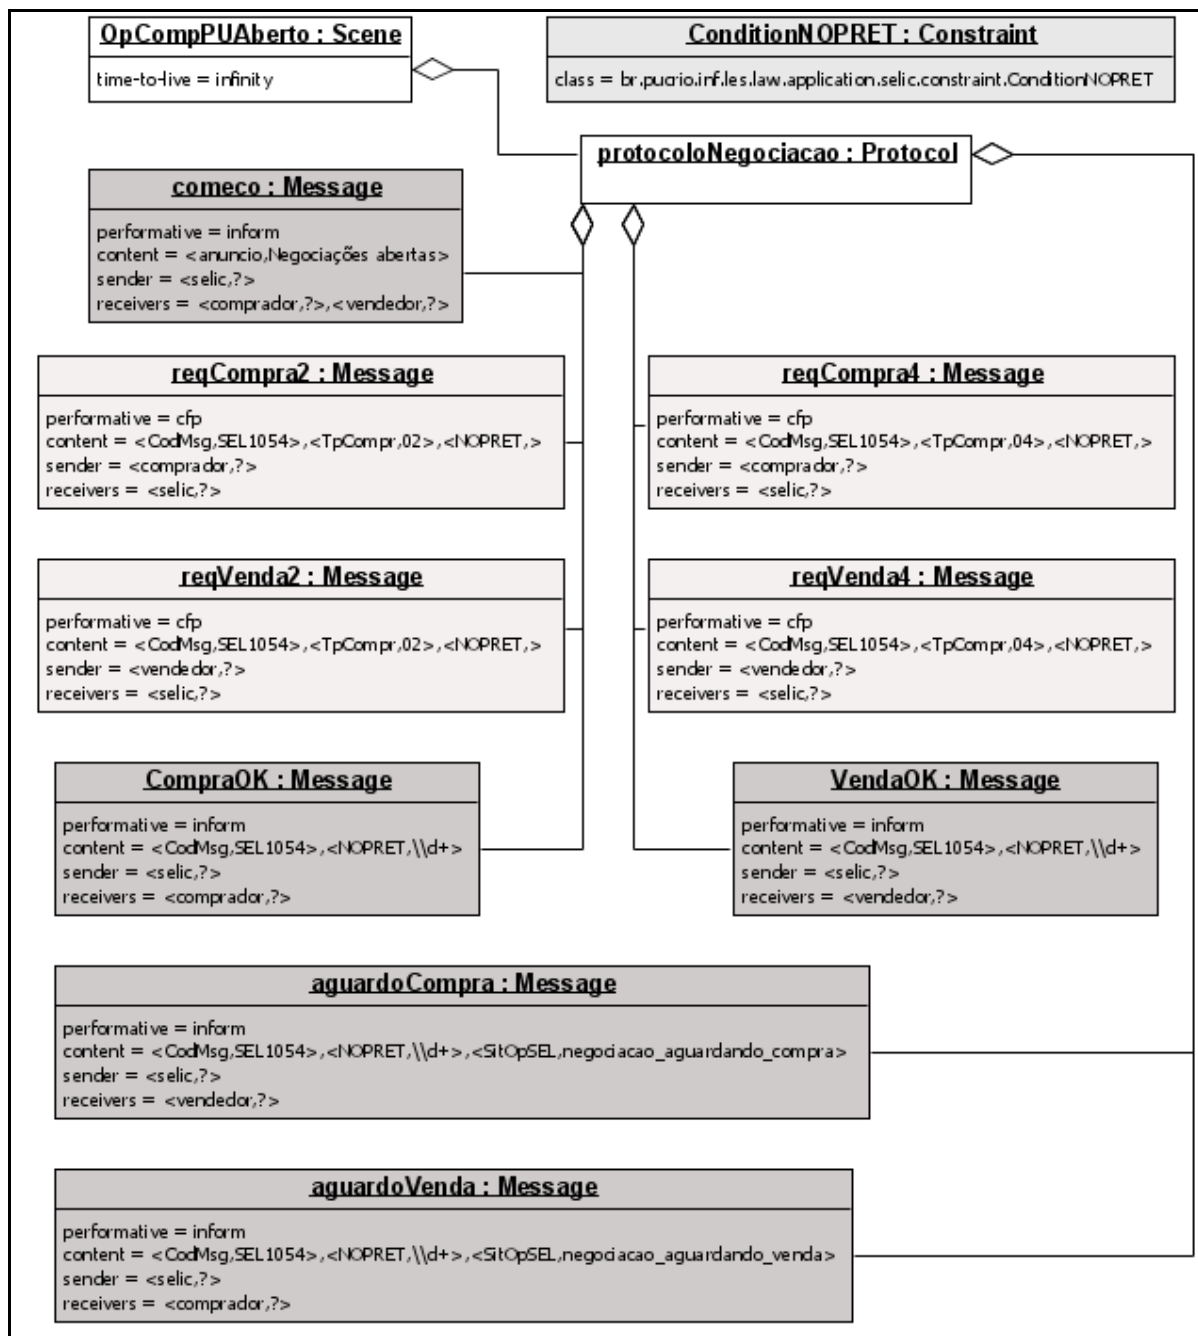 OpCompPUAberto : Scene
time-to-live = infinity
ConditionNOPRET : Constraint
class = br.pucrio.inf.les.law.application.selic.constraint.ConditionNOPRET
protocoloNegociacao : Protocol
comeco : Message
performative = inform
content = <anuncio,Negociações abertas>
sender = <selic,?>
receivers = <comprador,?>,<vendedor,?>
reqCompra2 : Message
performative = cfp
content = <CodMsg,SEL1054>,<TpCompr,02>,<NOPRET,>
sender = <comprador,?>
receivers = <selic,?>
reqCompra4 : Message
performative = cfp
content = <CodMsg,SEL1054>,<TpCompr,04>,<NOPRET,>
sender = <comprador,?>
receivers = <selic,?>
reqVenda2 : Message
performative = cfp
content = <CodMsg,SEL1054>,<TpCompr,02>,<NOPRET,>
sender = <vendedor,?>
receivers = <selic,?>
reqVenda4 : Message
performative = cfp
content = <CodMsg,SEL1054>,<TpCompr,04>,<NOPRET,>
sender = <vendedor,?>
receivers = <selic,?>
CompraOK : Message
performative = inform
content = <CodMsg,SEL1054>,<NOPRET,\\d+>
sender = <selic,?>
receivers = <comprador,?>
VendaOK : Message
performative = inform
content = <CodMsg,SEL1054>,<NOPRET,\\d+>
sender = <selic,?>
receivers = <vendedor,?>
aguardoCompra : Message
performative = inform
content = <CodMsg,SEL1054>,<NOPRET,\\d+>,<SitOpSEL,negociacao_aguardando_compra>
sender = <selic,?>
receivers = <vendedor,?>
aguardoVenda : Message
performative = inform
content = <CodMsg,SEL1054>,<NOPRET,\\d+>,<SitOpSEL,negociacao_aguardando_venda>
sender = <selic,?>
receivers = <comprador,?>